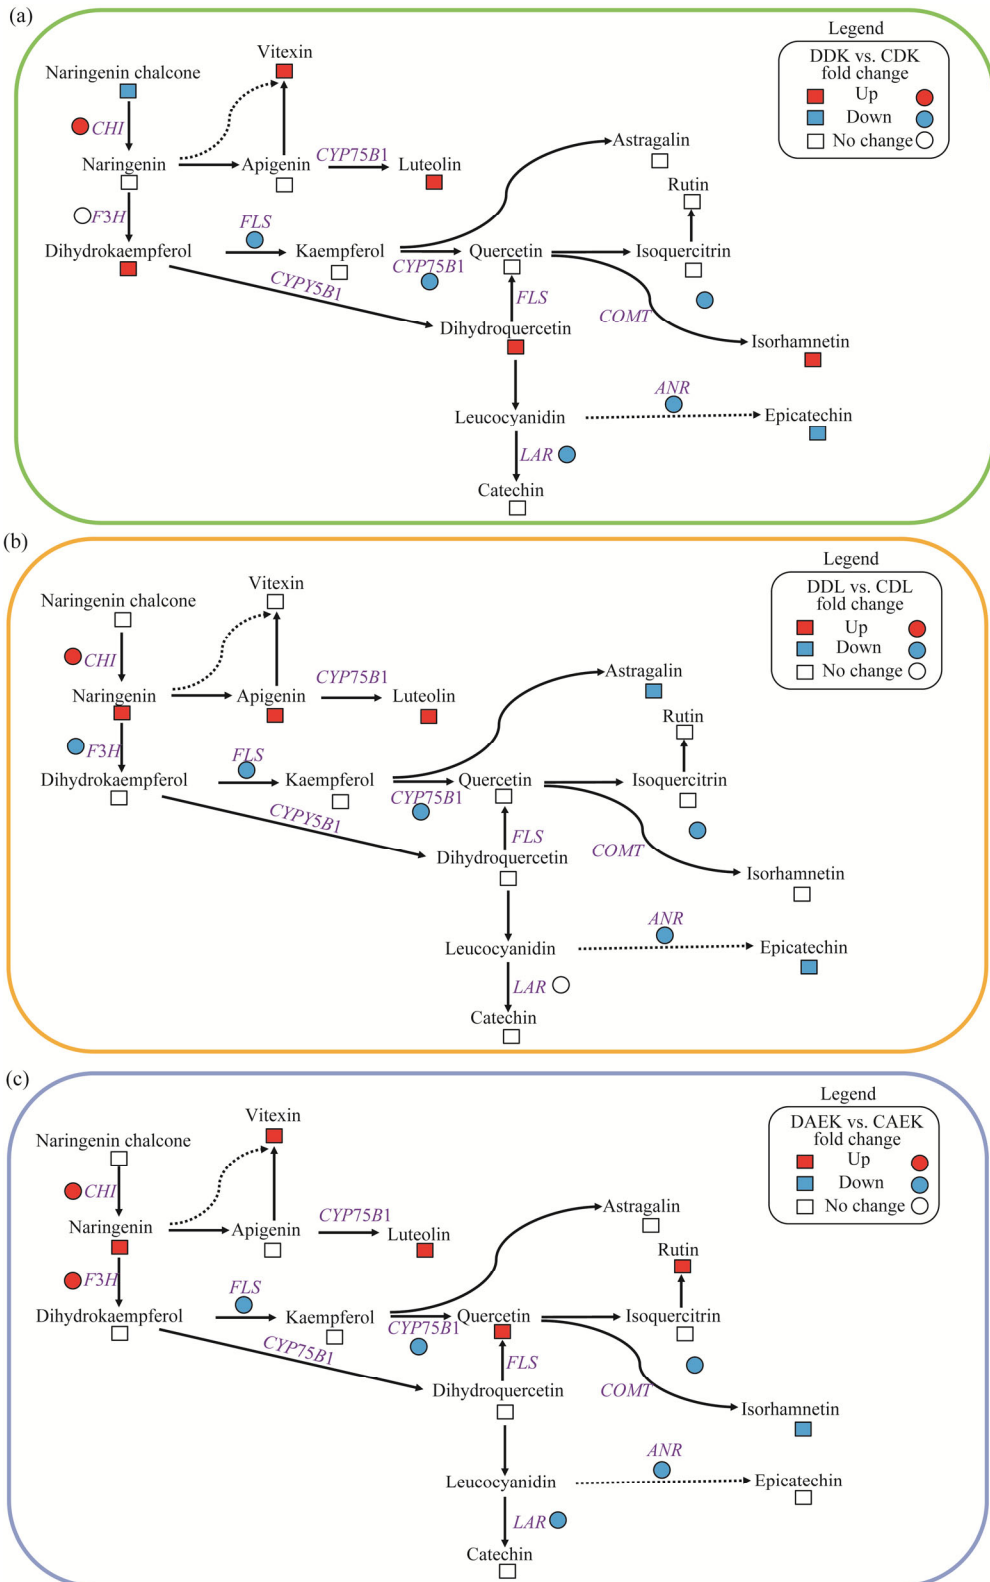 (a)
Legend
DDK vs. CDK
fold change
Up
Down
No change
Vitexin
Naringenin chalcone
CHI
Naringenin
Apigenin
CYP75B1
Luteolin
Astragalin
Rutin
F3H
Dihydrokaempferol
FLS
Kaempferol
CYP75B1
Quercetin
Isoquercitrin
CYPY5B1
FLS
COMT
Dihydroquercetin
Isorhamnetin
ANR
Leucocyanidin
Epicatechin
LAR
Catechin
(b)
Legend
DDL vs. CDL
fold change
Up
Down
No change
Vitexin
Naringenin chalcone
CHI
Naringenin
Apigenin
CYP75B1
Luteolin
Astragalin
Rutin
F3H
Dihydrokaempferol
FLS
Kaempferol
CYP75B1
Quercetin
Isoquercitrin
CYPY5B1
FLS
COMT
Dihydroquercetin
Isorhamnetin
ANR
Leucocyanidin
Epicatechin
LAR
Catechin
(c)
Legend
DAEK vs. CAEK
fold change
Up
Down
No change
Vitexin
Naringenin chalcone
CHI
Naringenin
Apigenin
CYP75B1
Luteolin
Astragalin
Rutin
F3H
Dihydrokaempferol
FLS
Kaempferol
CYP75B1
Quercetin
Isoquercitrin
CYP75B1
FLS
COMT
Dihydroquercetin
Isorhamnetin
ANR
Leucocyanidin
Epicatechin
LAR
Catechin